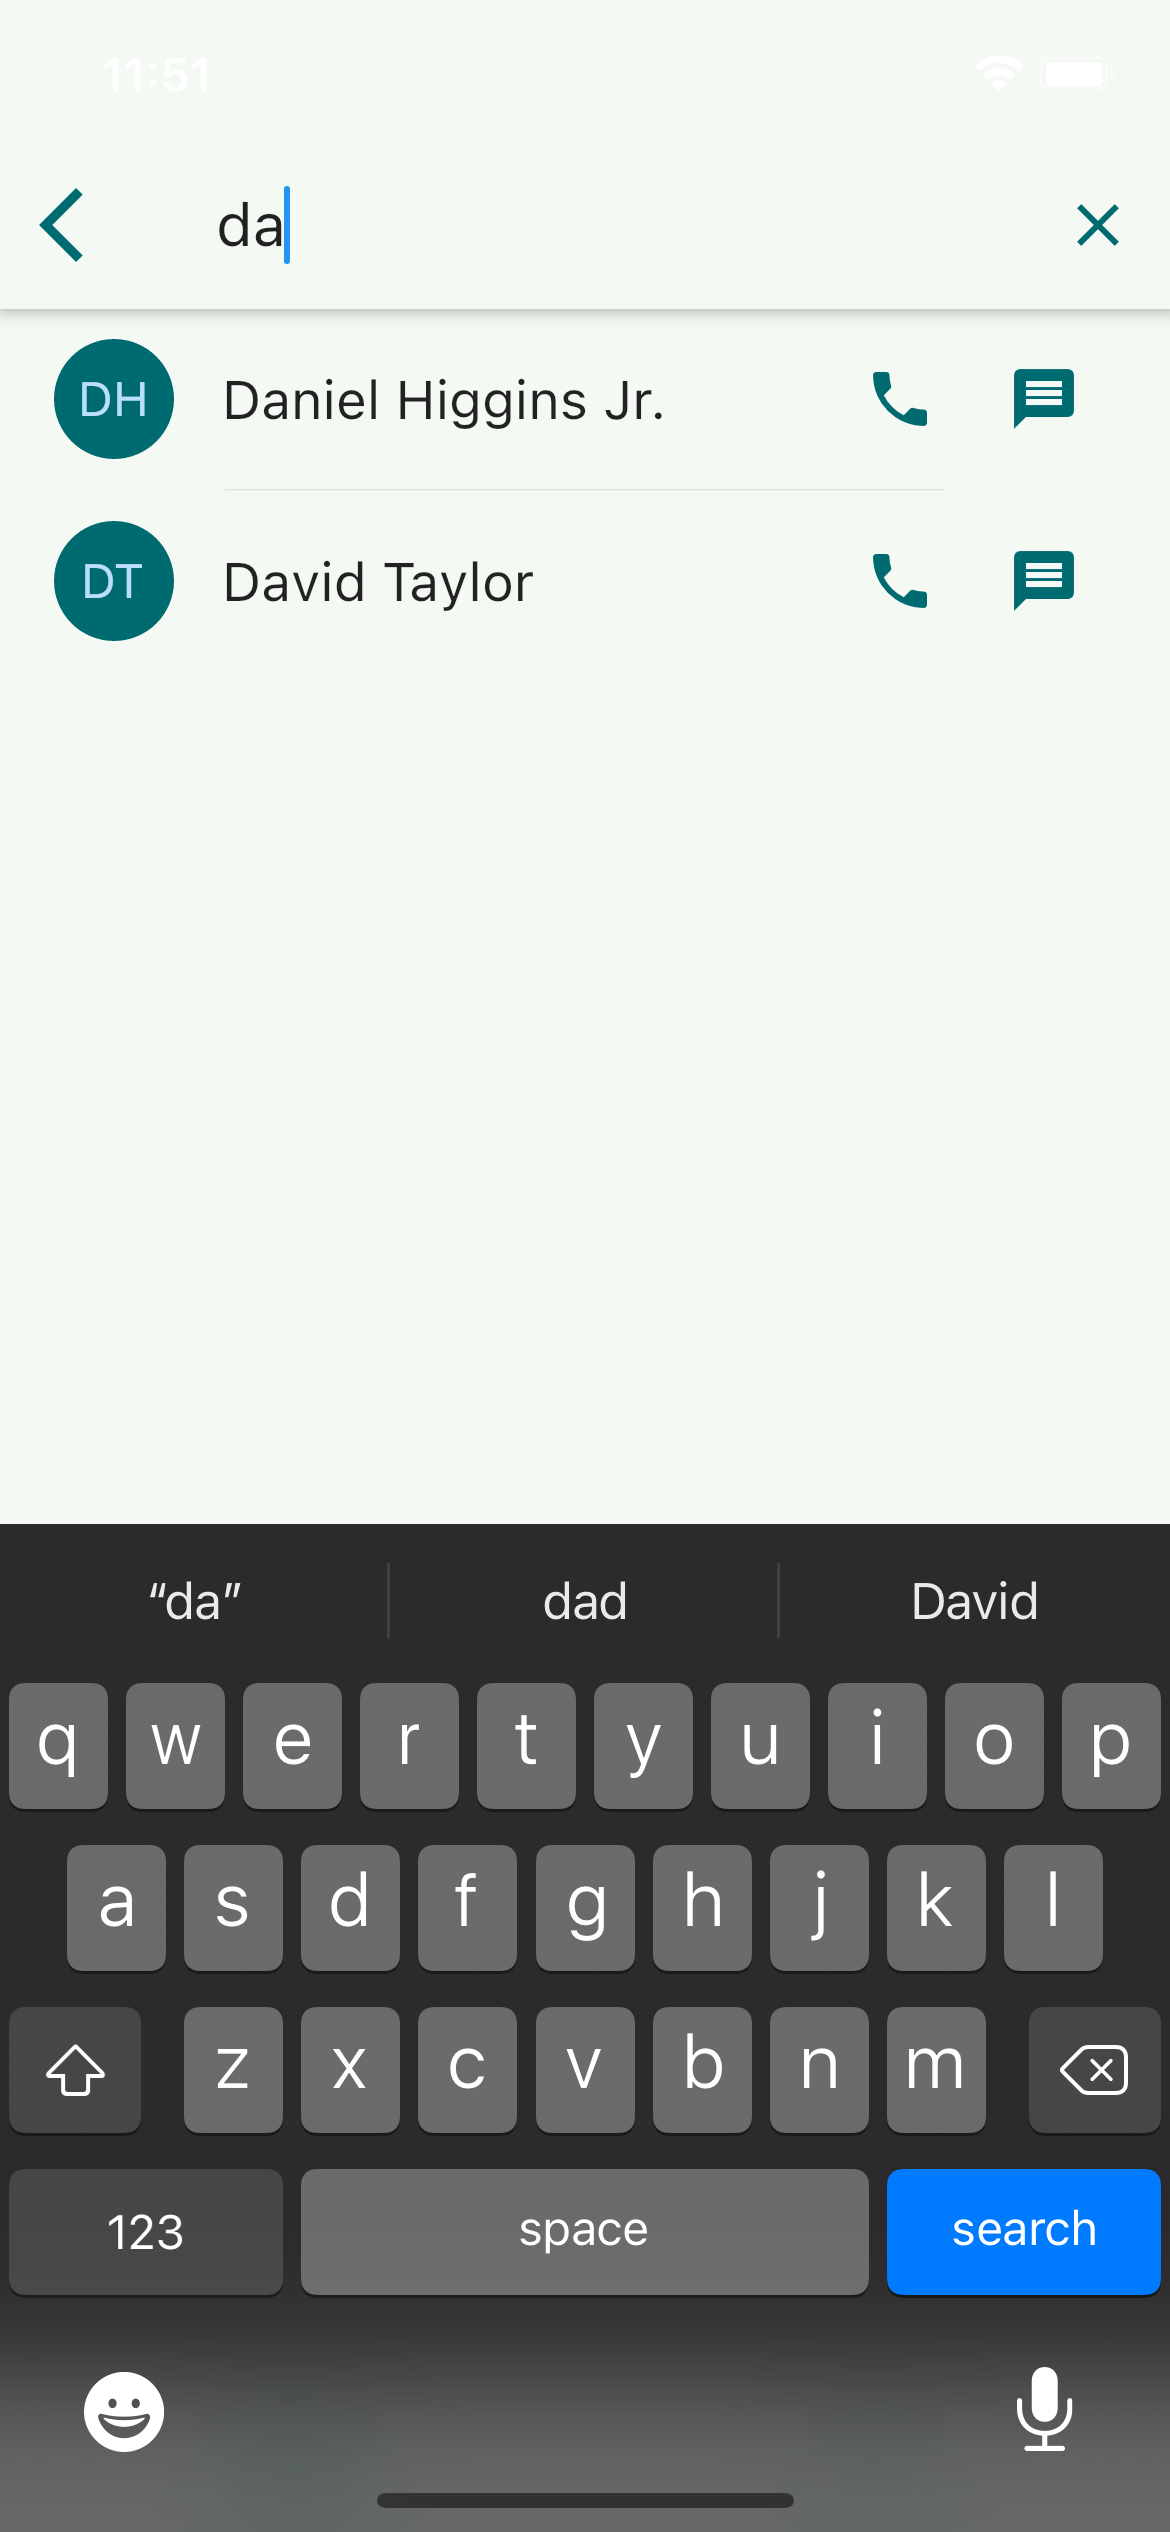 11:51
da
DH Daniel Higgins Jr.
DT David Taylor
“da” dad David
q w e r t y u i o p
a s d f g h j k l
z x c v b n m
123 space search